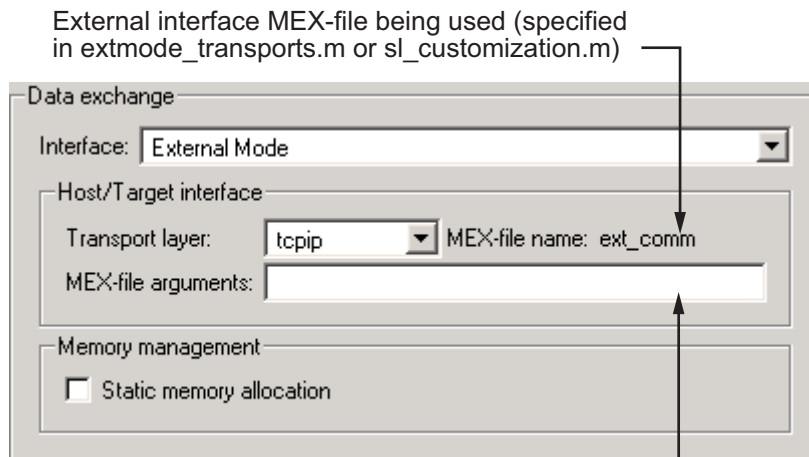 External interface MEX-file being used (specified
in extmode_transports.m or sl_customization.m)
Data exchange
Interface: External Mode
Host/Target interface
Transport layer: tcpip MEX-file name: ext_comm
MEX-file arguments:
Memory management
Static memory allocation